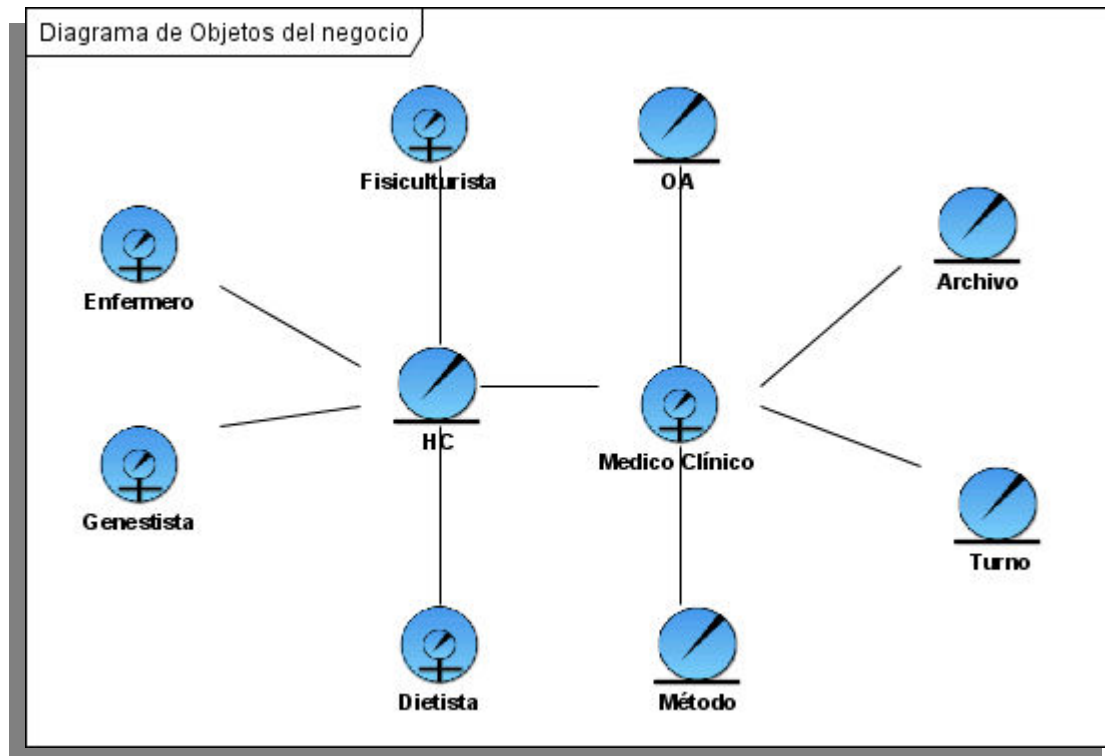 Diagrama de Objetos del negocio
Fisiculturista
OA
Enfermero
Archivo
HC
Medico Clínico
Genestista
Turno
Dietista
Método